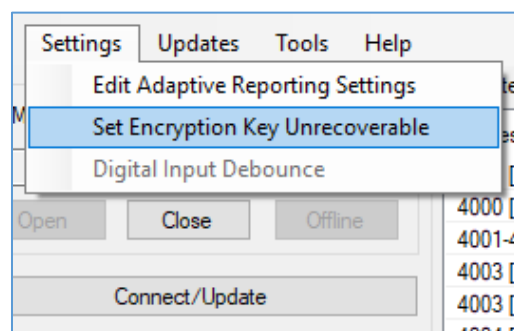 Settings Updates Tools Help
Edit Adaptive Reporting Settings
Set Encryption Key Unrecoverable
Digital Input Debounce
Open Close Offline
4000 [
4001-4
Connect/Update
4003 [
4003 [